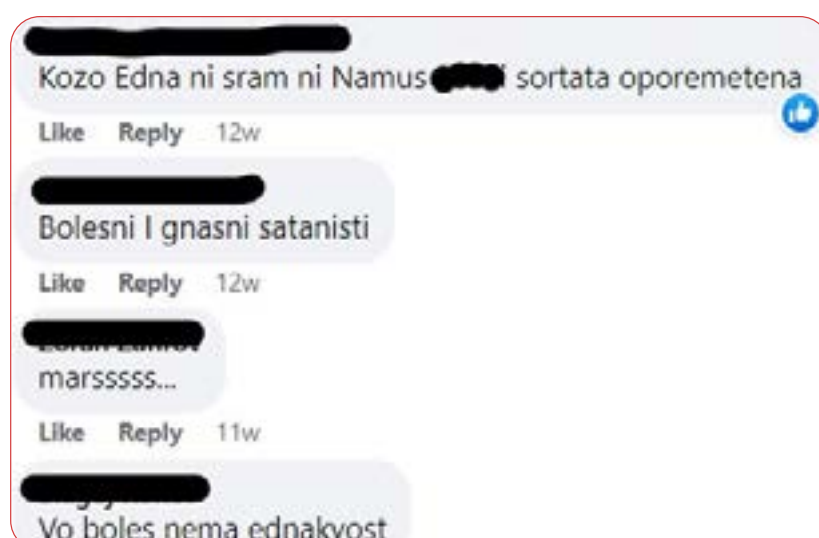 Kozo Edna ni sram ni Namus sortata oporemetena
Like Reply 12w
Bolesni I gnasni satanisti
Like Reply 12w
marsssss...
Like Reply 11w
Vo boles nema ednakvost